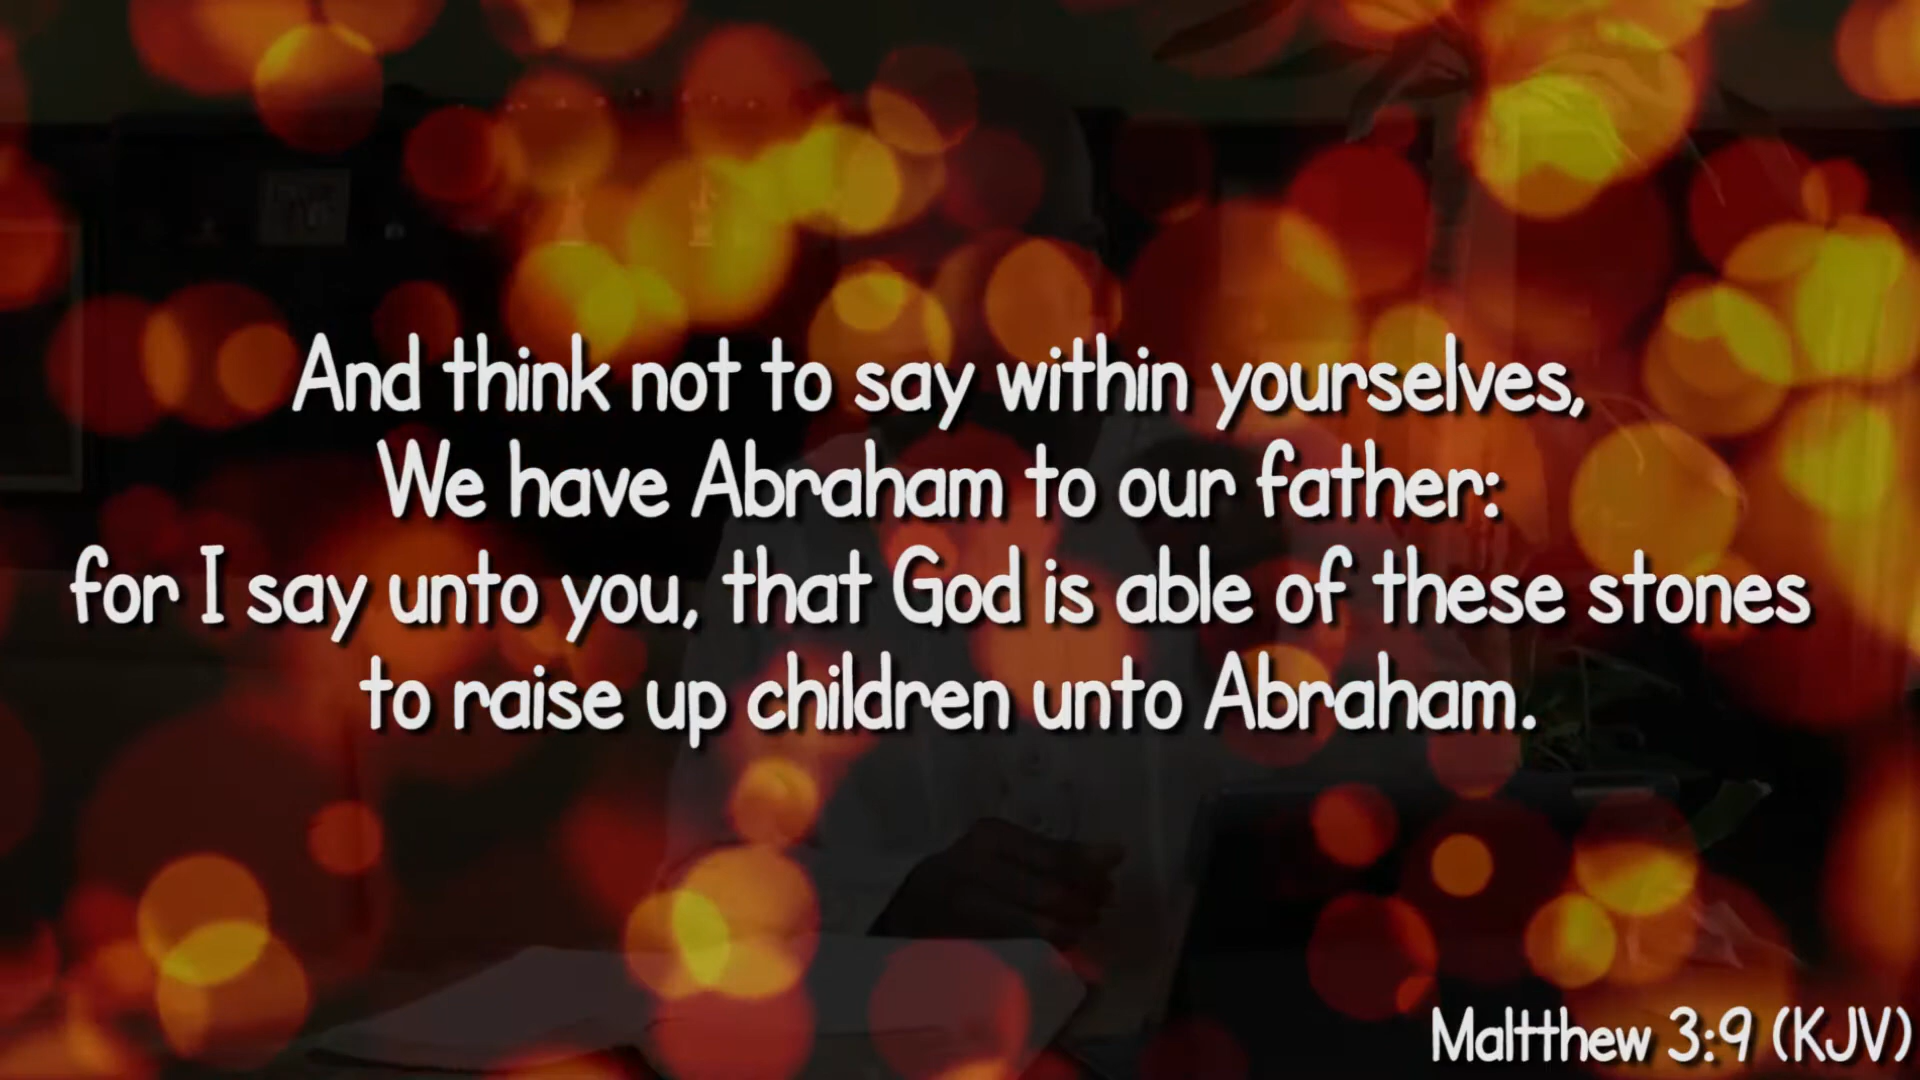 And think not to say within yourselves,
We have Abraham to our father:
for I say unto you, that God is able of these stones
to raise up children unto Abraham.
Maltthew 3:9 (KJV)